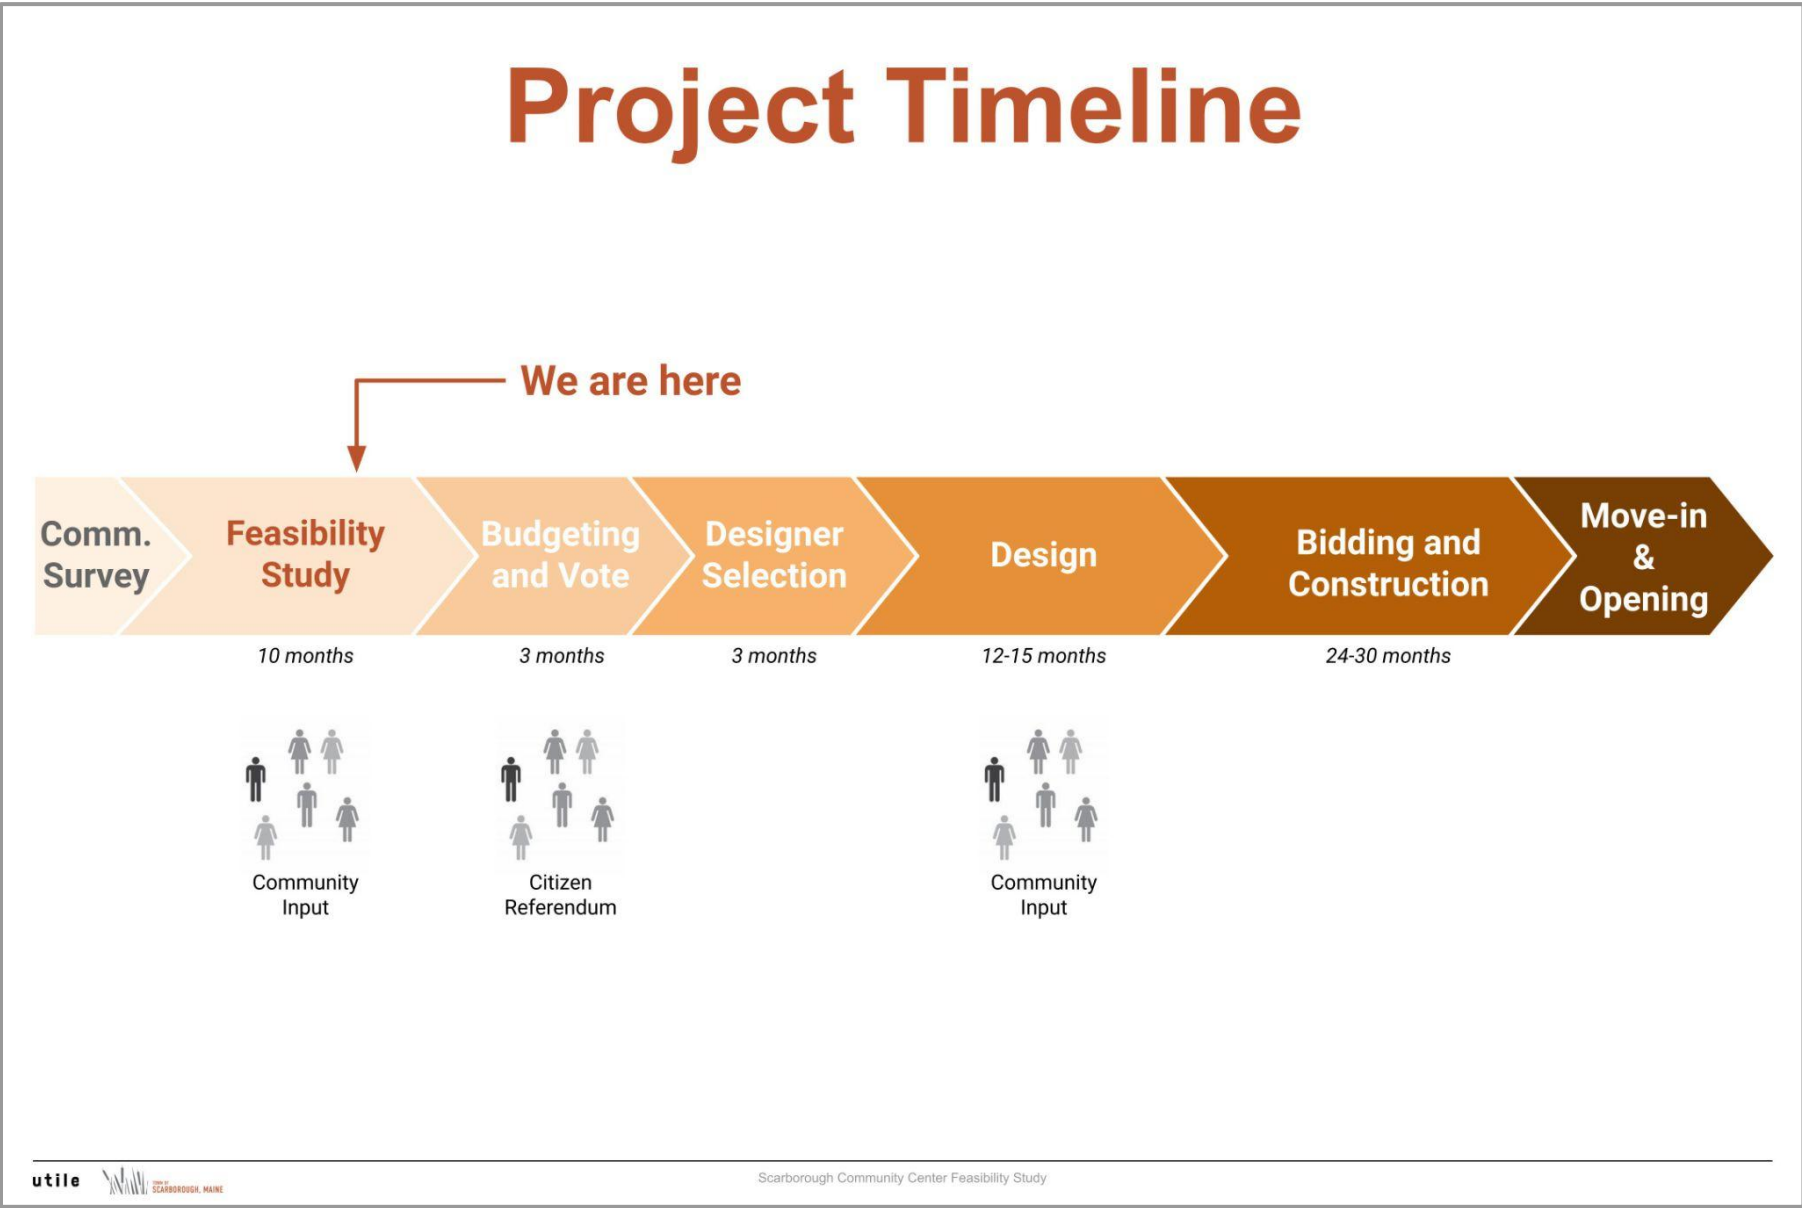 Project Timeline
We are here
Comm.
Survey
Feasibility
Study
Budgeting
and Vote
Designer
Selection
Design
Bidding and
Construction
Move-in
&
Opening
10 months
3 months
3 months
12-15 months
24-30 months
Community
Input
Citizen
Referendum
Community
Input
utile
TOWN OF
SCARBOROUGH, MAINE
Scarborough Community Center Feasibility Study